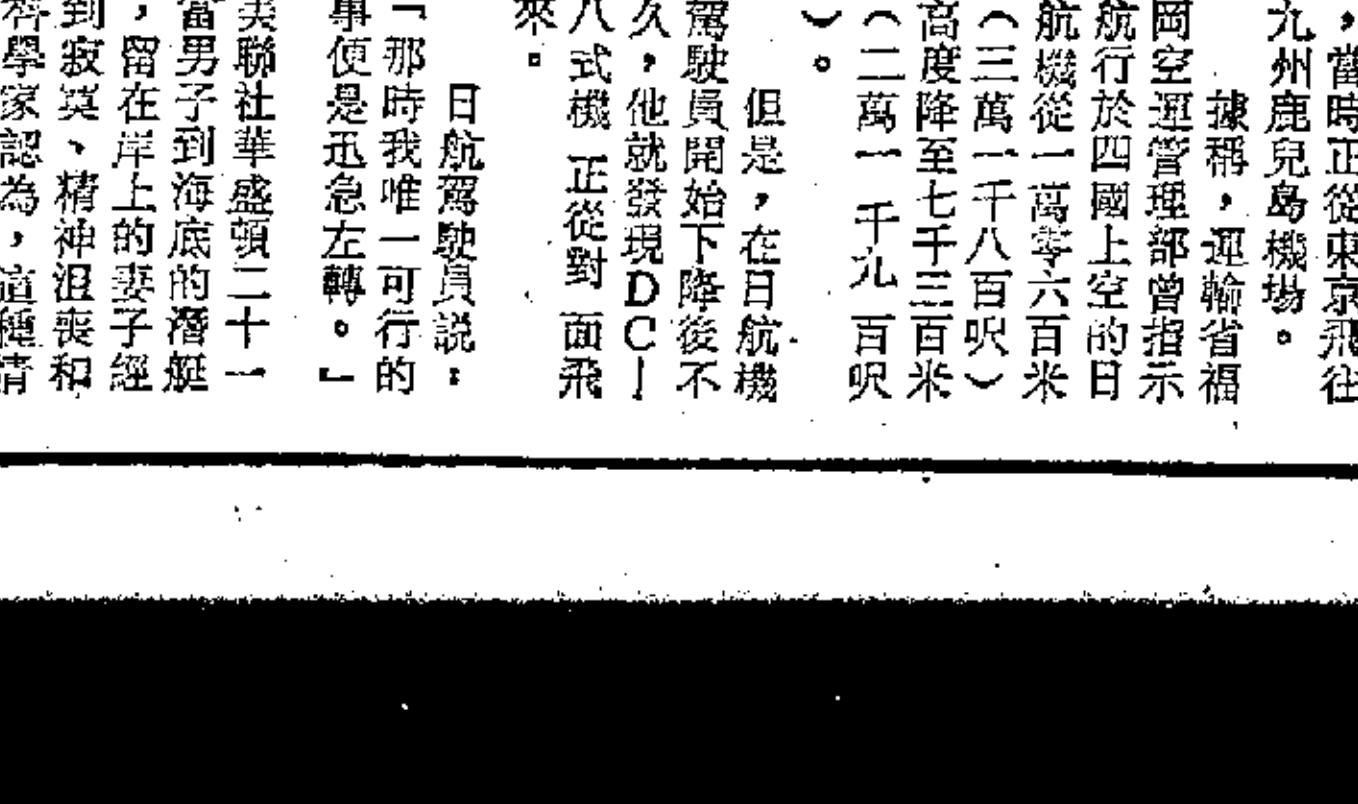 ，當時正從東京飛往
九州鹿兒島機場。
據稱，運輸省福
岡空運管理部曾指示
航行於四國上空的日
航機從一萬零六百米
（三萬一千八百呎）
高度降至七千三百米
（二萬一千九百呎
）。
但是，在日航機
駕駛員開始下降後不
久，他就發現DC—
八式機正從對面飛
來。
日航駕駛員説：
「那時我唯一可行的
事便是迅急左轉。」
美聯社華盛頓二十一
當男子到海底的潛艇
，留在岸上的妻子經
到寂寞、精神沮喪和
學家認為，這種情